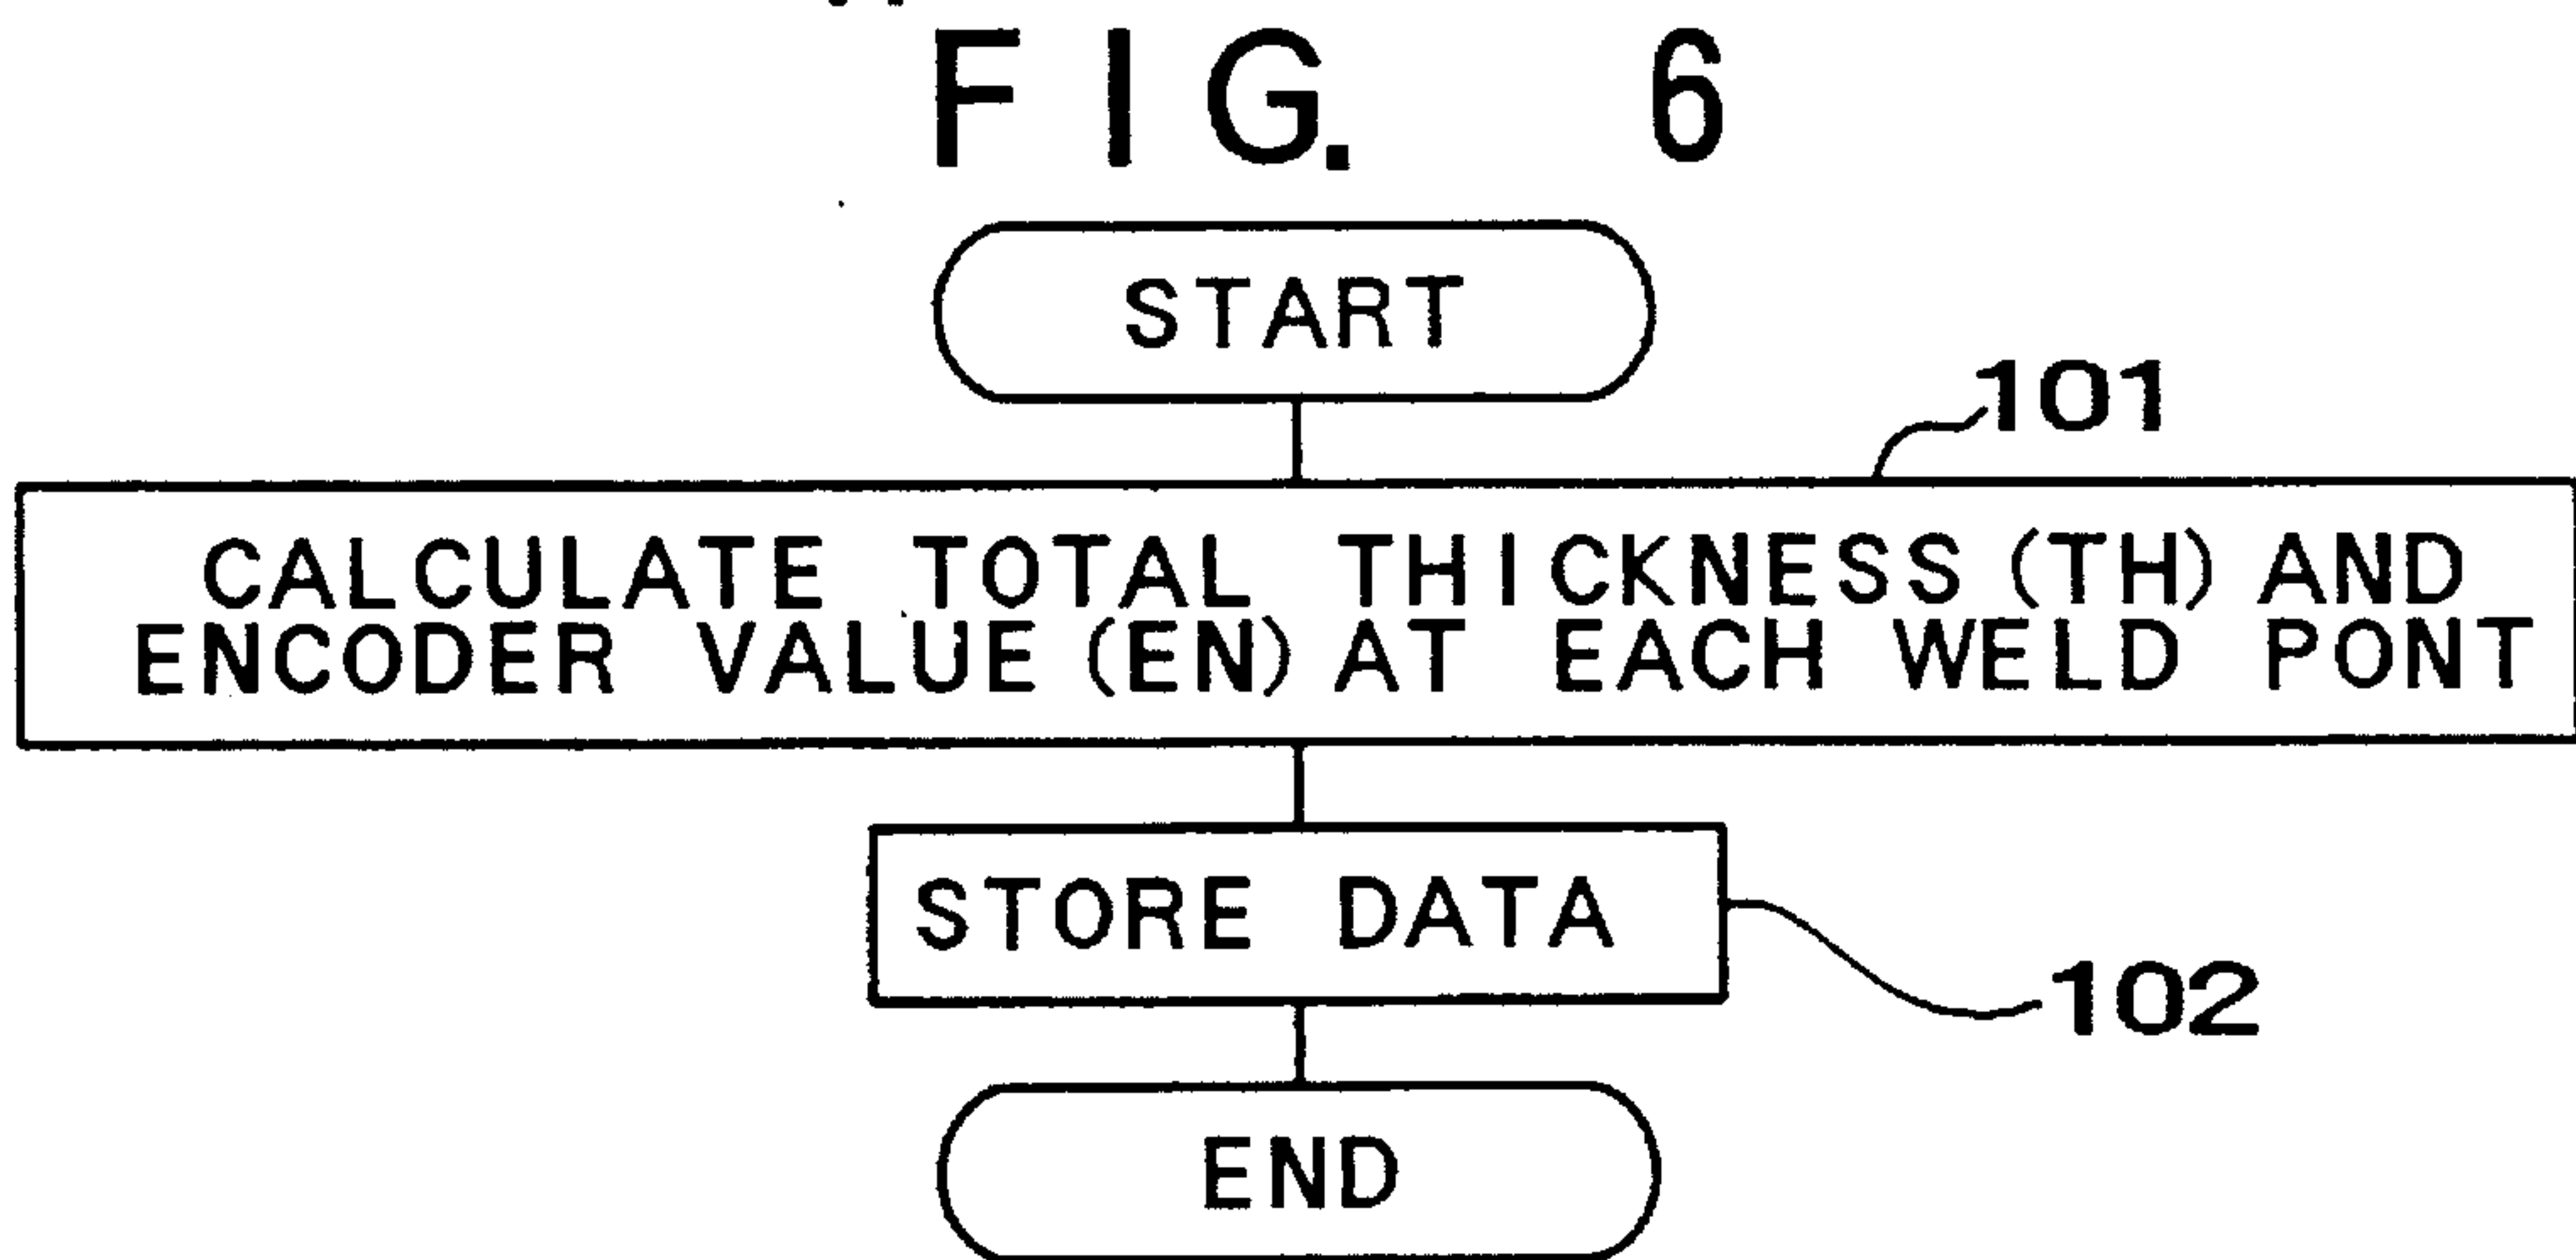 FIG. 6
START
101
CALCULATE TOTAL THICKNESS (TH) AND
ENCODER VALUE (EN) AT EACH WELD PONT
STORE DATA
102
END